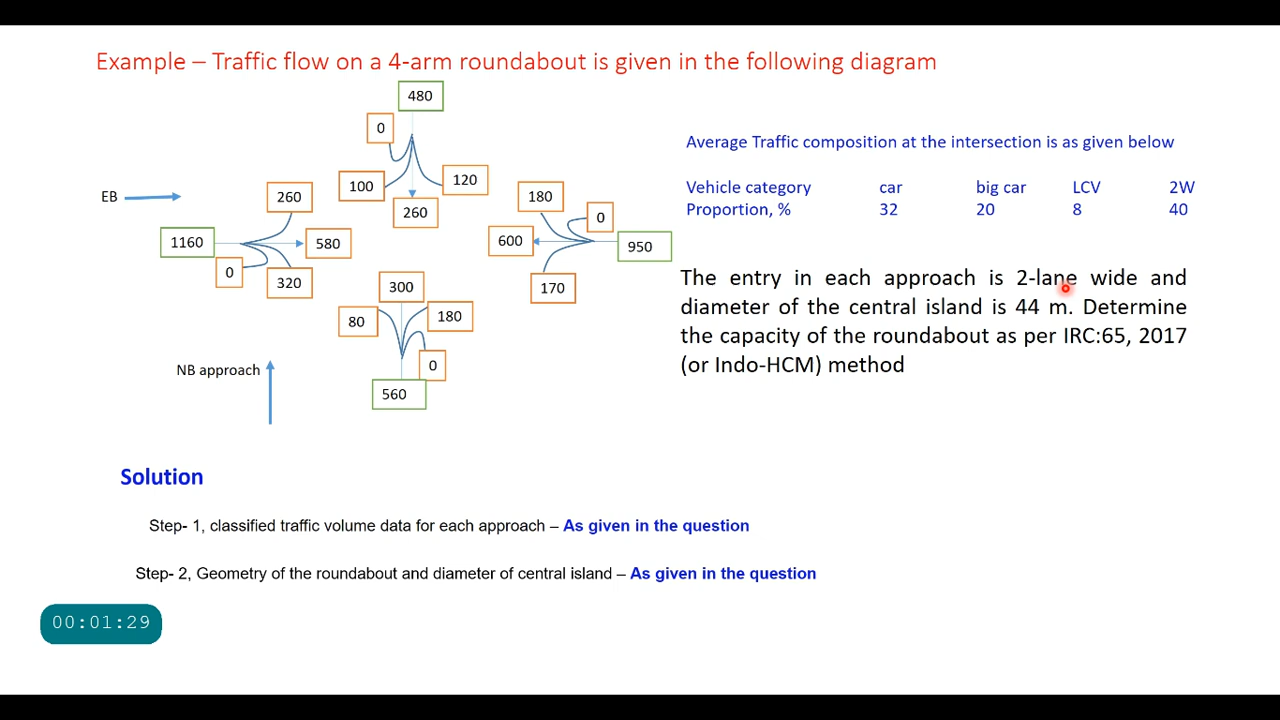 Example – Traffic flow on a 4-arm roundabout is given in the following diagram
480
0
100
120
260
EB
260
1160
580
0
320
180
0
600
950
170
300
80
180
0
560
NB approach
Average Traffic composition at the intersection is as given below
Vehicle category car big car LCV 2W
Proportion, % 32 20 8 40
The entry in each approach is 2-lane wide and
diameter of the central island is 44 m. Determine
the capacity of the roundabout as per IRC:65, 2017
(or Indo-HCM) method
Solution
Step- 1, classified traffic volume data for each approach – As given in the question
Step- 2, Geometry of the roundabout and diameter of central island – As given in the question
00:01:29